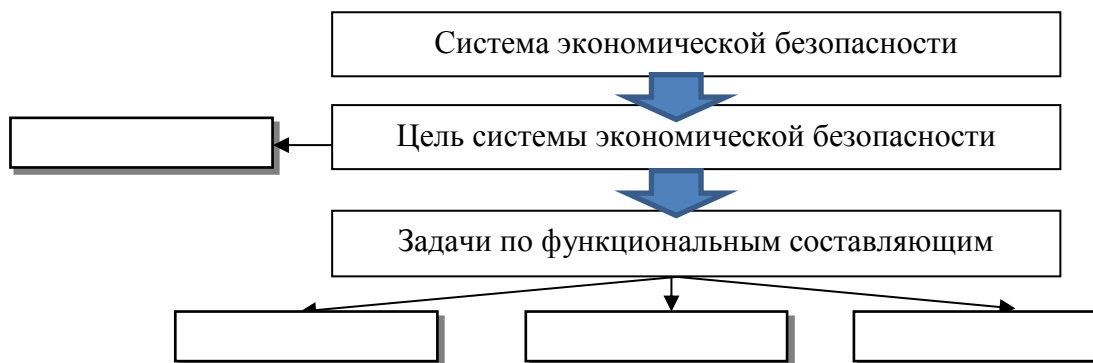 Система экономической безопасности
Цель системы экономической безопасности
Задачи по функциональным составляющим